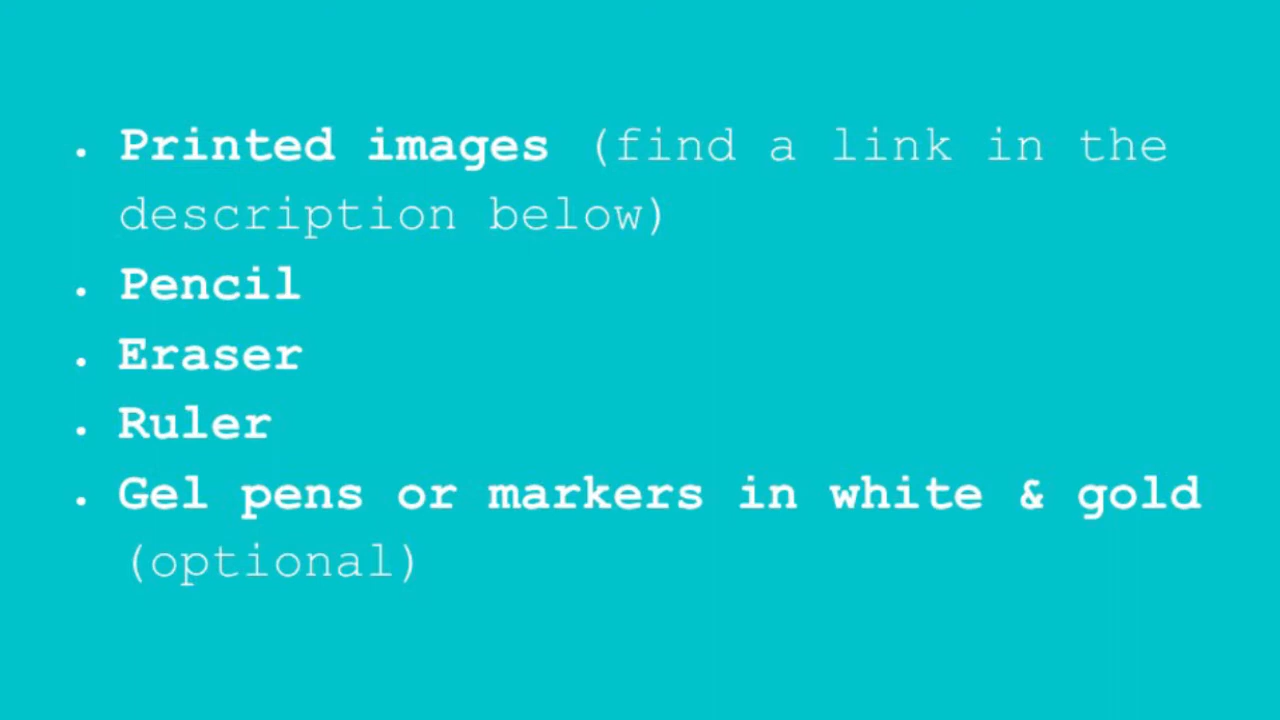 • Printed images (find a link in the
description below)
• Pencil
• Eraser
• Ruler
• Gel pens or markers in white & gold
(optional)